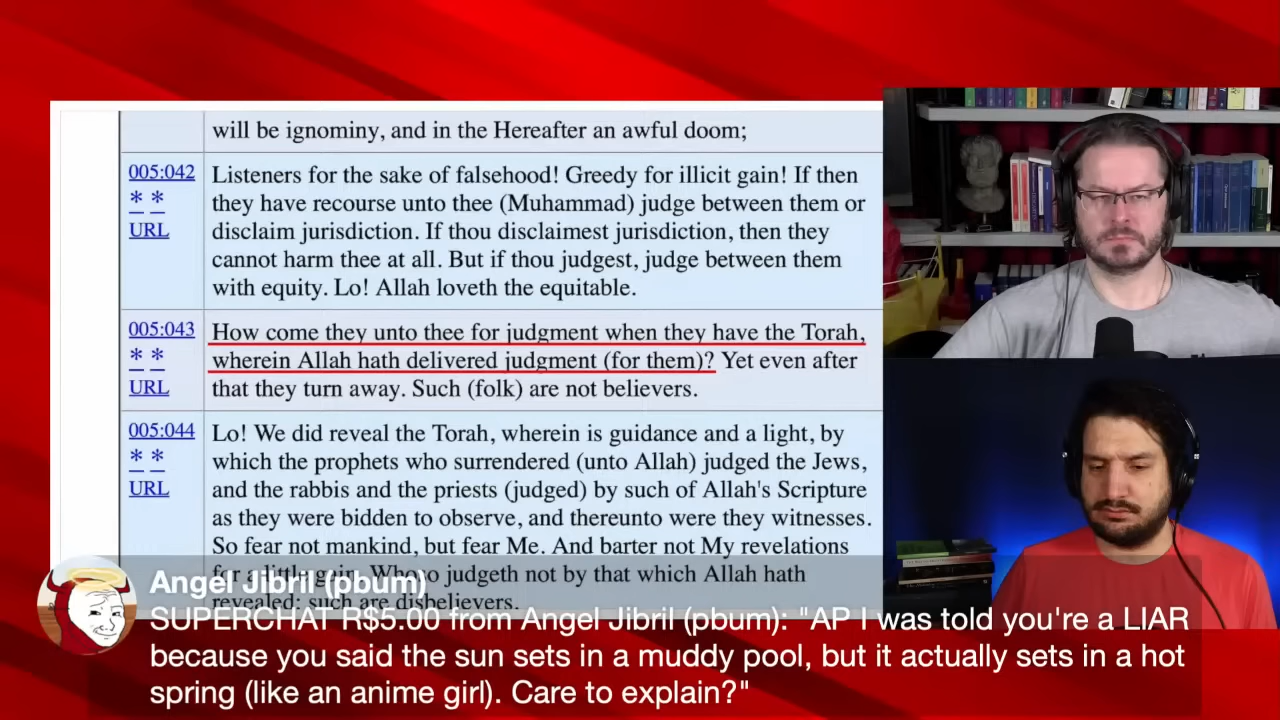 will be ignominy, and in the Hereafter an awful doom;
005:042
* *
URL
Listeners for the sake of falsehood! Greedy for illicit gain! If then
they have recourse unto thee (Muhammad) judge between them or
disclaim jurisdiction. If thou disclaimest jurisdiction, then they
cannot harm thee at all. But if thou judgest, judge between them
with equity. Lo! Allah loveth the equitable.
005:043
* *
URL
How come they unto thee for judgment when they have the Torah,
wherein Allah hath delivered judgment (for them)? Yet even after
that they turn away. Such (folk) are not believers.
005:044
* *
URL
Lo! We did reveal the Torah, wherein is guidance and a light, by
which the prophets who surrendered (unto Allah) judged the Jews,
and the rabbis and the priests (judged) by such of Allah's Scripture
as they were bidden to observe, and thereunto were they witnesses.
So fear not mankind, but fear Me. And barter not My revelations
for a little gain. Whoso judgeth not by that which Allah hath
revealed: such are disbelievers.
Angel Jibril (pbum)
SUPERCHAT R$5.00 from Angel Jibril (pbum): "AP I was told you're a LIAR
because you said the sun sets in a muddy pool, but it actually sets in a hot
spring (like an anime girl). Care to explain?"